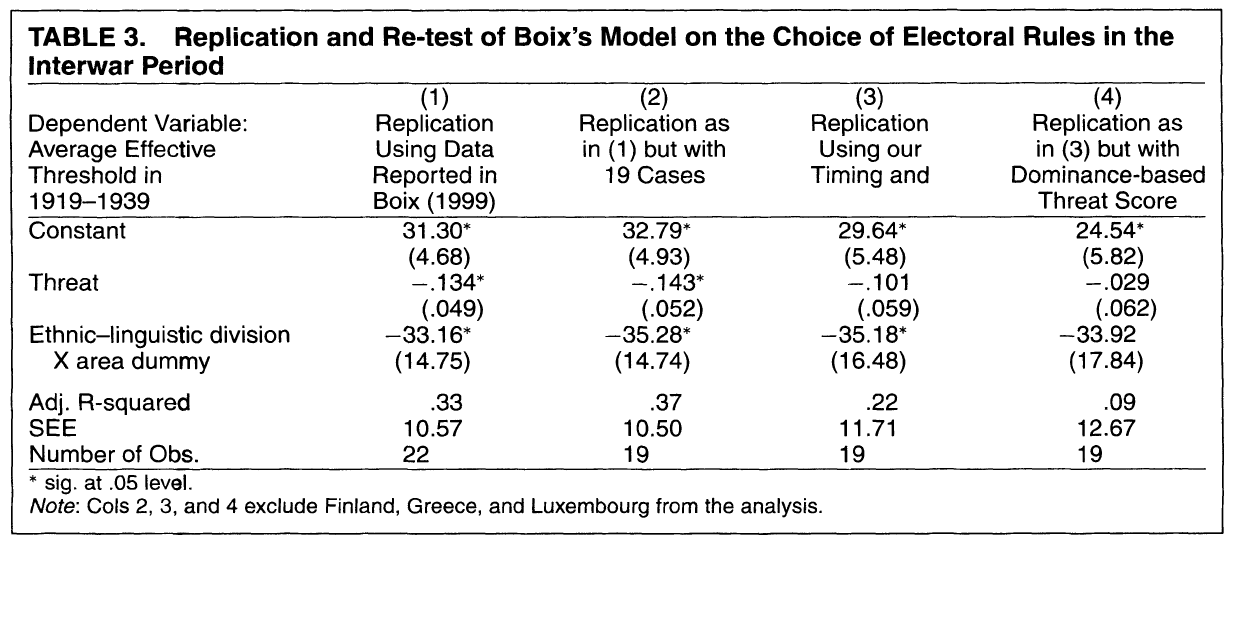 TABLE 3. Replication and Re-test of Boix's Model on the Choice of Electoral Rules in the
Interwar Period
(1) (2) (3) (4)
Dependent Variable: Replication Replication as Replication Replication as
Average Effective Using Data in (1) but with Using our in (3) but with
Threshold in Reported in 19 Cases Timing and Dominance-based
1919–1939 Boix (1999) Threat Score
Constant 31.30* 32.79* 29.64* 24.54*
(4.68) (4.93) (5.48) (5.82)
Threat –.134* –.143* –.101 –.029
(.049) (.052) (.059) (.062)
Ethnic–linguistic division –33.16* –35.28* –35.18* –33.92
X area dummy (14.75) (14.74) (16.48) (17.84)
Adj. R-squared .33 .37 .22 .09
SEE 10.57 10.50 11.71 12.67
Number of Obs. 22 19 19 19
* sig. at .05 level.
Note: Cols 2, 3, and 4 exclude Finland, Greece, and Luxembourg from the analysis.